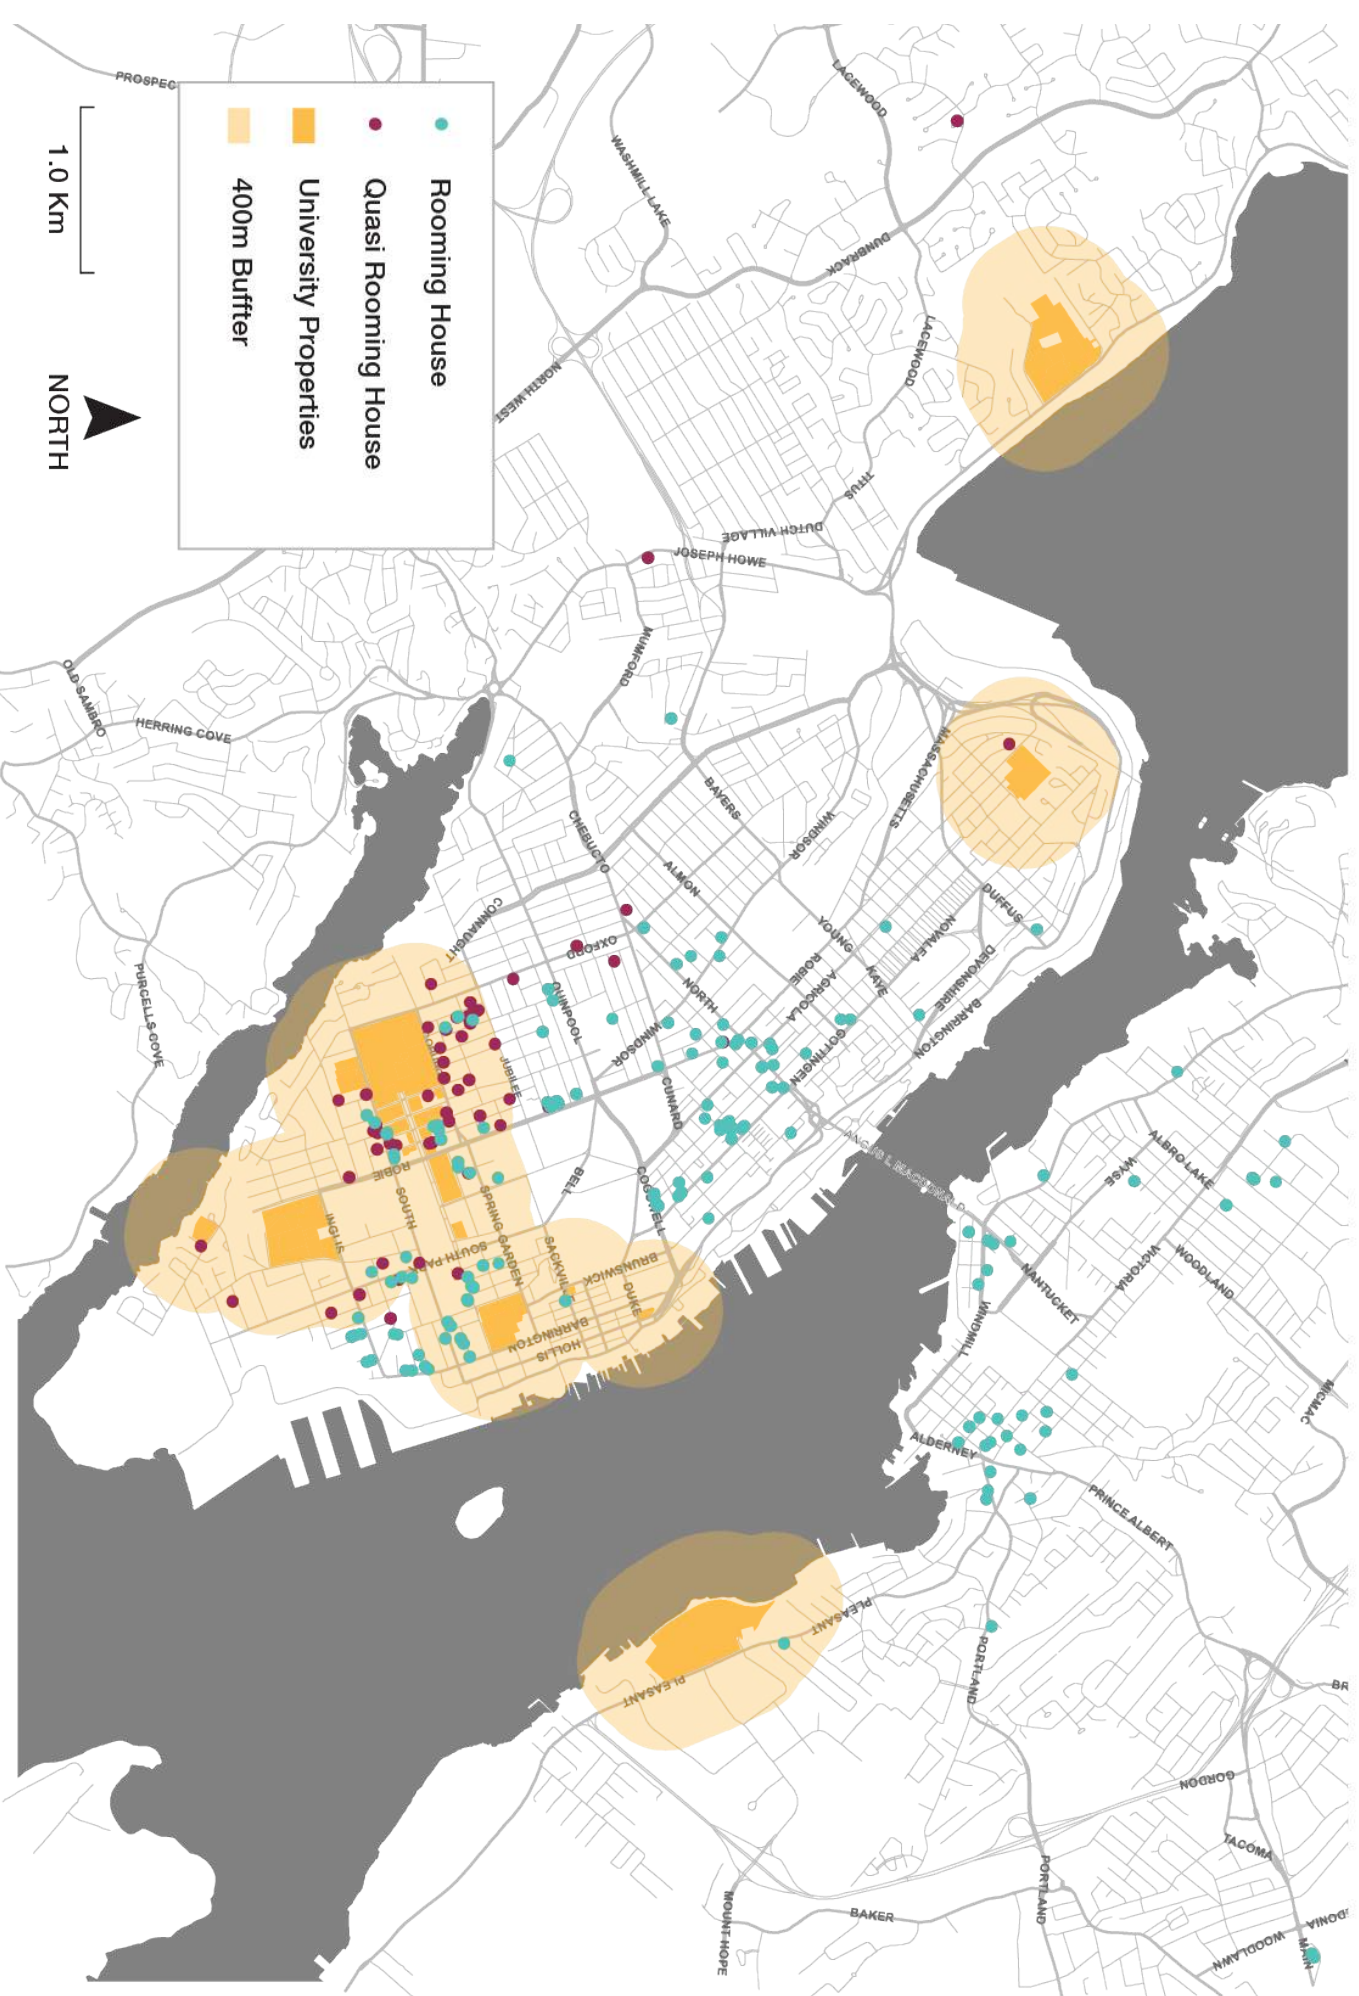 Rooming House
Quasi Rooming House
University Properties
400m Buffter
1.0 Km
NORTH
PROSPEC
LACEWOOD
WASHMILL LAKE
DUNBRACK
LACEWOOD
NORTH WEST
TITUS
DUTCH VILLAGE
JOSEPH HOWE
MUMFORD
OLD SAMBRO
HERRING COVE
PURCELLS COVE
MASSACHUSETTS
BAYERS
WINDSOR
CHEBUCTO
ALMON
DUFFUS
CONNAUGHT
OXFORD
YOUNG
NOVALEA
ROBIE
KAYE
DEVONSHIRE
NORTH
AGRICOLA
BARRINGTON
QUINPOOL
WINDSOR
GOTTINGEN
JUBILEE
CUNARD
ANGUS L MACDONALD
ALBRO LAKE
WYSE
ROBIE
BELL
COGSWELL
SOUTH
SPRING GARDEN
INGLIS
SOUTH PARK
SACKVILLE
BRUNSWICK
DUKE
BARRINGTON
HOLLIS
VICTORIA
WOODLAND
NANTUCKET
WINDMILL
MICMAC
ALDERNEY
PRINCE ALBERT
PLEASANT
PLEASANT
PORTLAND
BR
GORDON
TACOMA
PORTLAND
MOUNT HOPE
BAKER
WOODLAWN
MAIN
DONIA